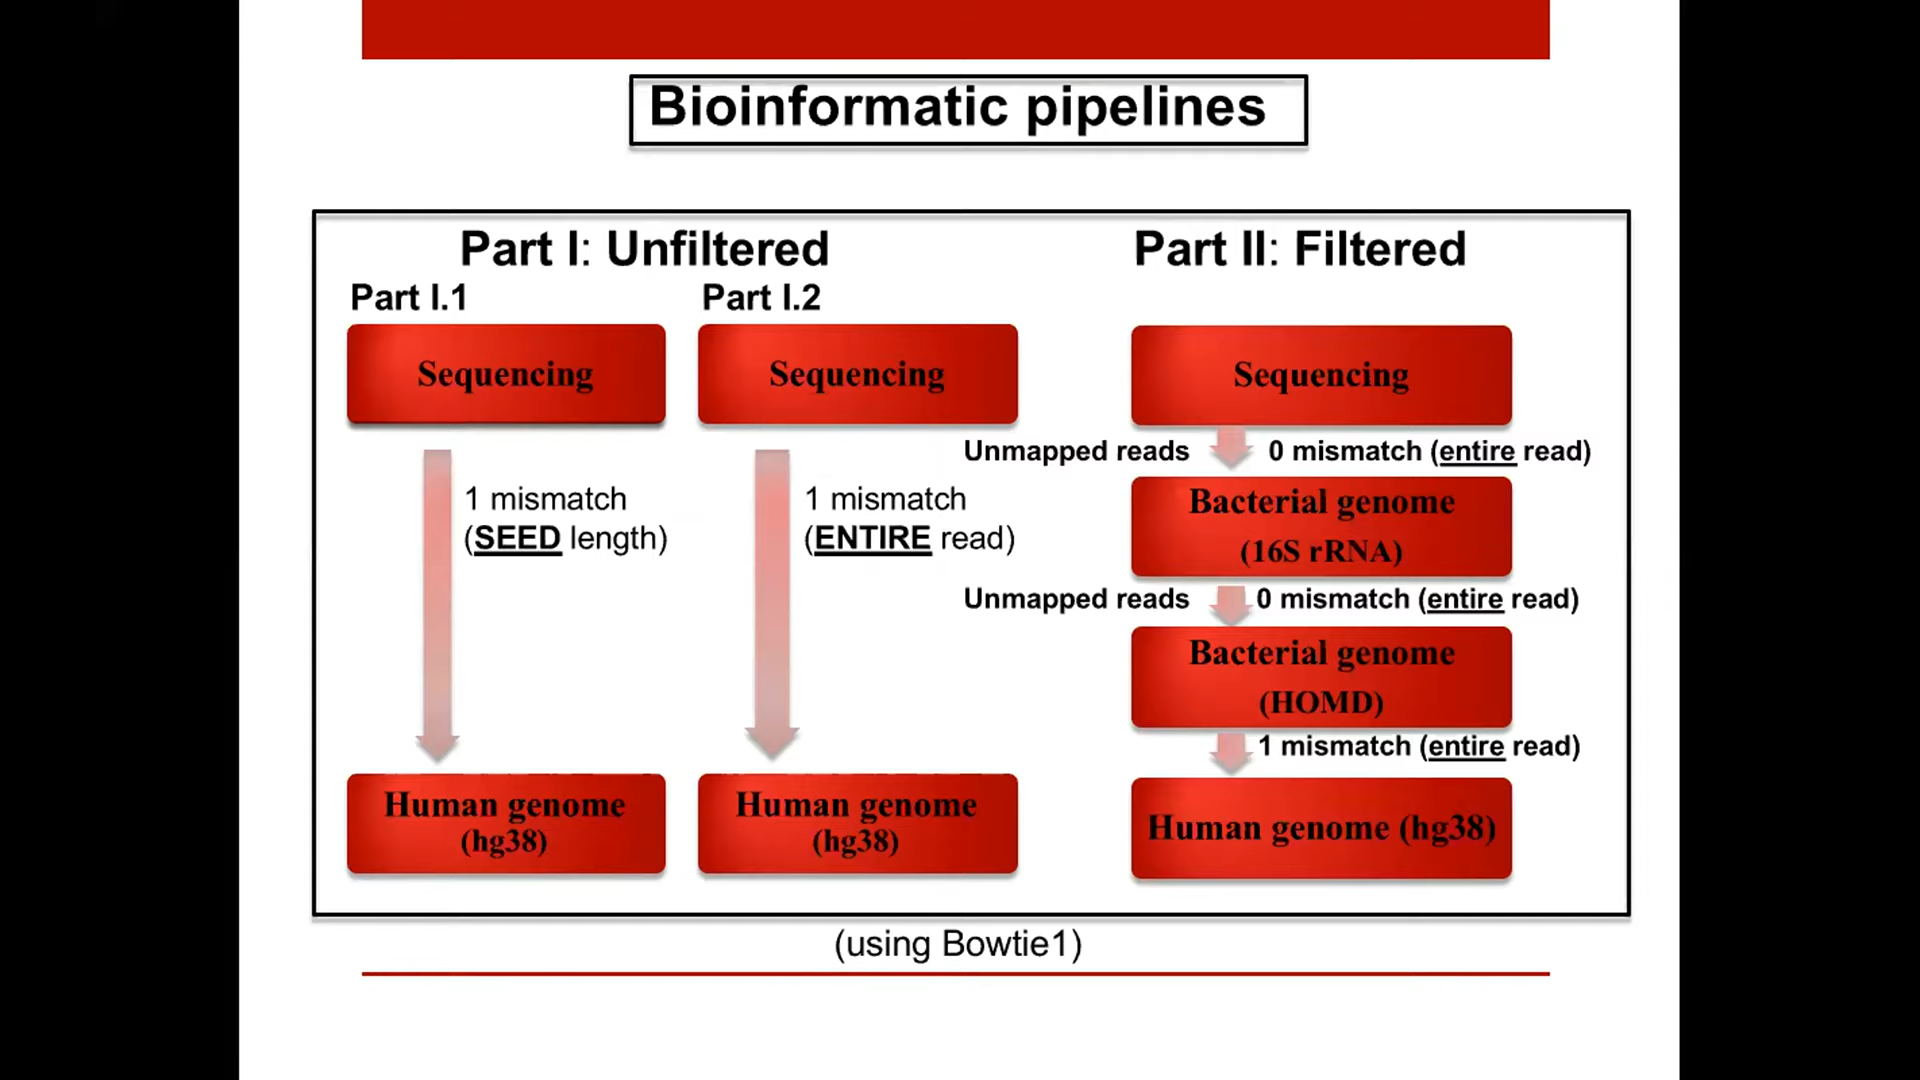 Bioinformatic pipelines
Part I: Unfiltered
Part I.1
Sequencing
1 mismatch
(SEED length)
Human genome
(hg38)
Part I.2
Sequencing
1 mismatch
(ENTIRE read)
Human genome
(hg38)
Part II: Filtered
Sequencing
Unmapped reads
0 mismatch (entire read)
Bacterial genome
(16S rRNA)
Unmapped reads
0 mismatch (entire read)
Bacterial genome
(HOMD)
1 mismatch (entire read)
Human genome (hg38)
(using Bowtie1)